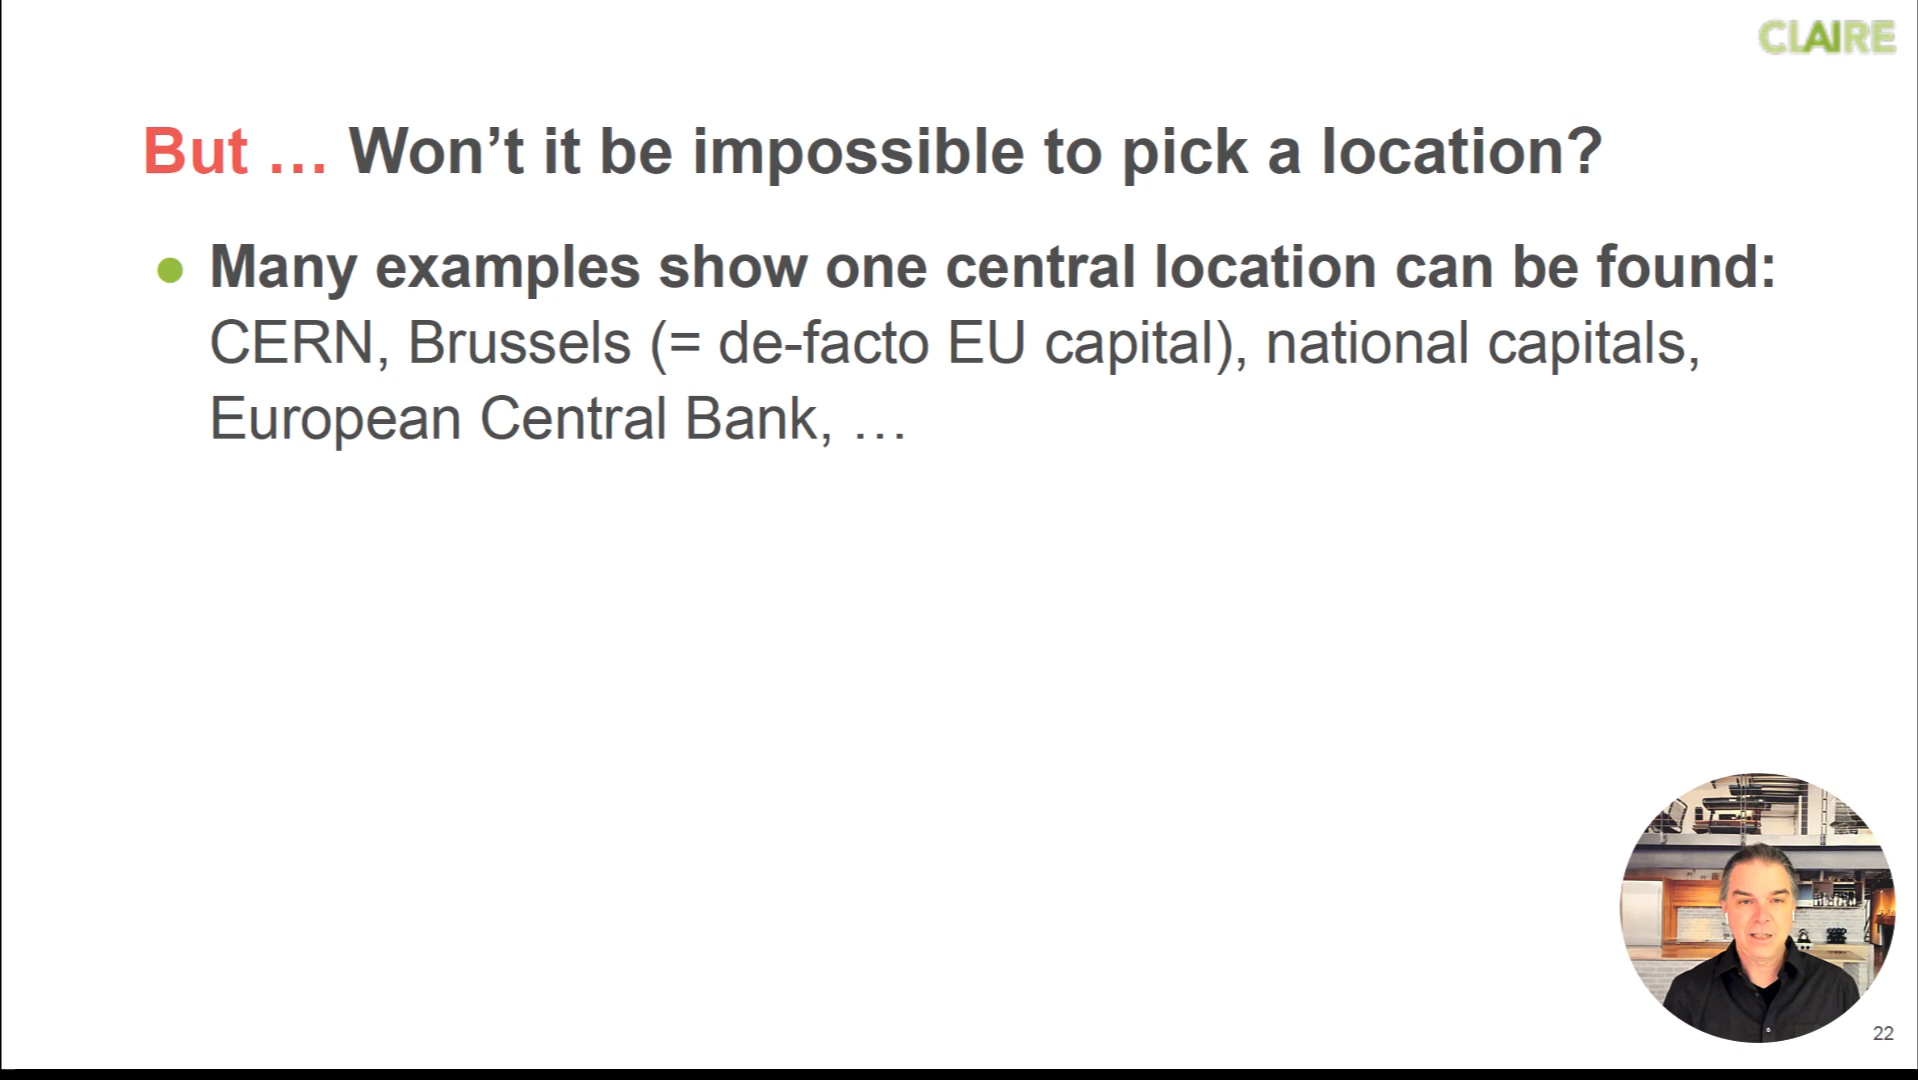 CLAIRE
But … Won’t it be impossible to pick a location?
● Many examples show one central location can be found:
CERN, Brussels (= de-facto EU capital), national capitals,
European Central Bank, …
22